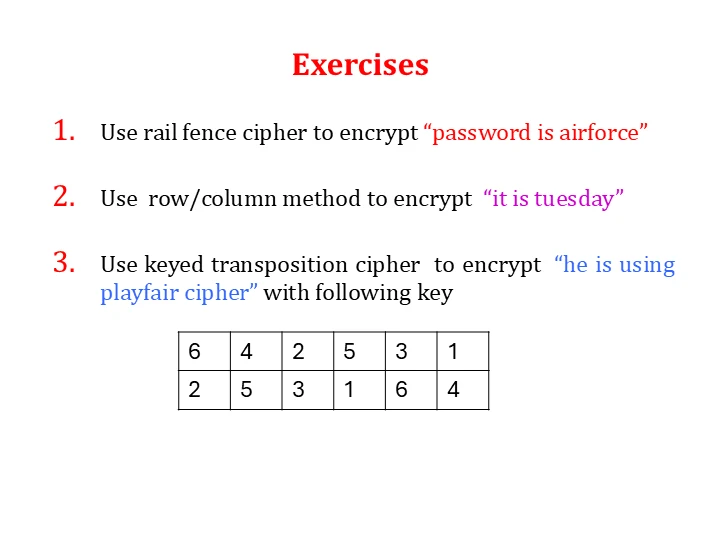 Exercises
1. Use rail fence cipher to encrypt “password is airforce”
2. Use row/column method to encrypt “it is tuesday”
3. Use keyed transposition cipher to encrypt “he is using
playfair cipher” with following key
6 4 2 5 3 1
2 5 3 1 6 4